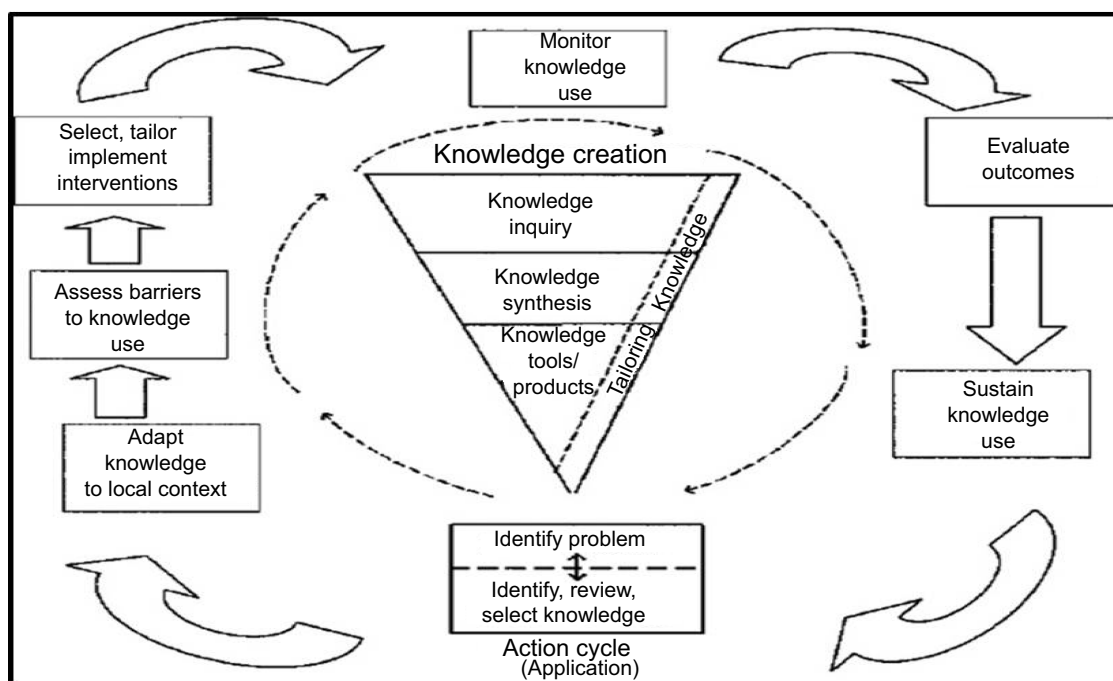 Monitor
knowledge
use
Select, tailor
implement
interventions
Evaluate
outcomes
Knowledge creation
Knowledge
inquiry
Knowledge
synthesis
Knowledge
tools/
products
Tailoring Knowledge
Assess barriers
to knowledge
use
Sustain
knowledge
use
Adapt
knowledge
to local context
Identify problem
Identify, review,
select knowledge
Action cycle
(Application)